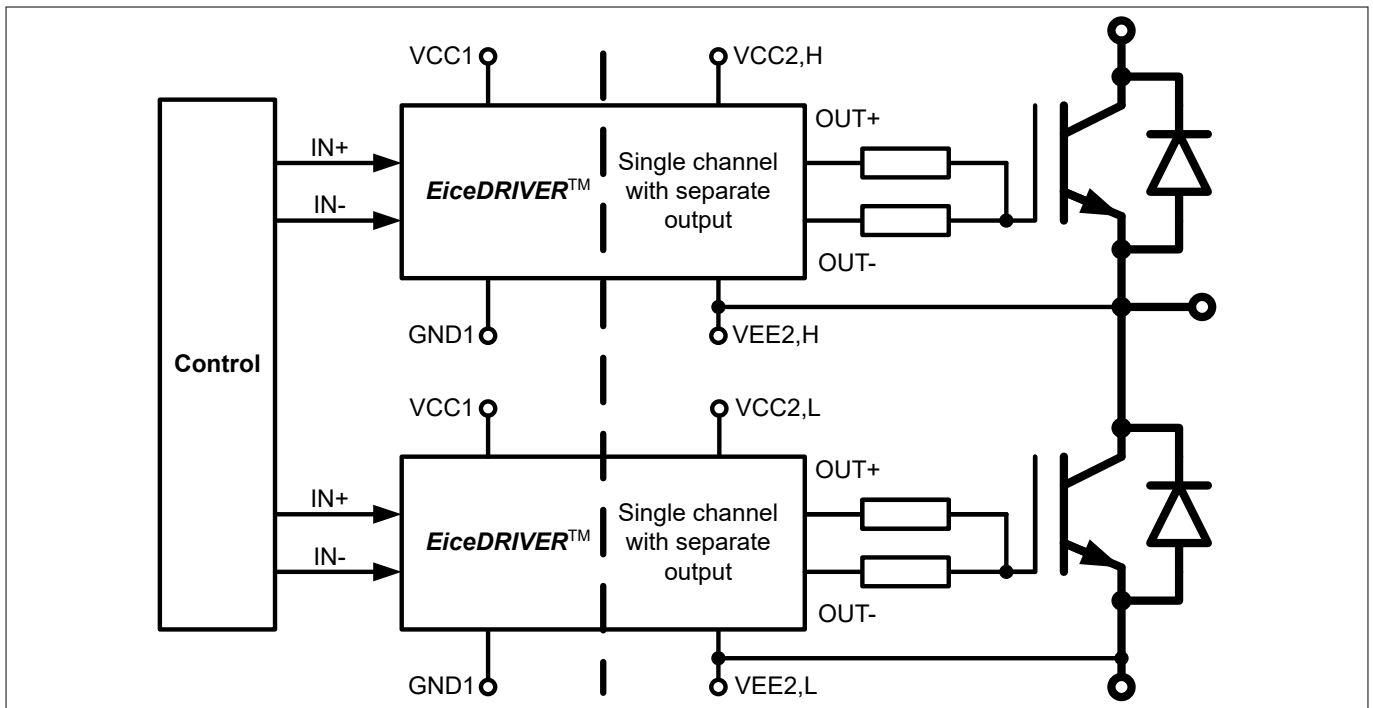 VCC1
VCC2,H
OUT+
IN+
EiceDRIVER™
Single channel
with separate
output
IN-
OUT-
GND1
VEE2,H
Control
VCC1
VCC2,L
OUT+
IN+
EiceDRIVER™
Single channel
with separate
output
IN-
OUT-
GND1
VEE2,L